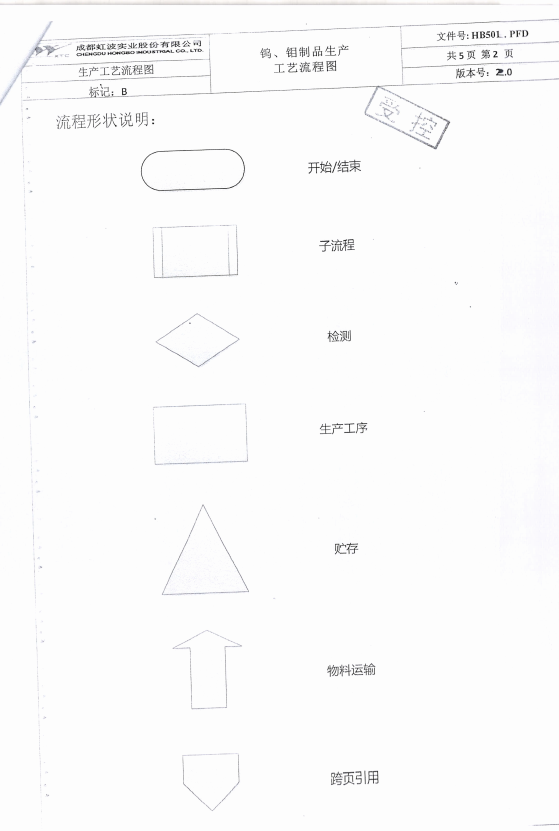 成都虹波实业股份有限公司
CHENGDU HONGBO INDUSTRIAL CO., LTD.
生产工艺流程图
标记：B
钨、钼制品生产
工艺流程图
文件号: HB501．PFD
共 5 页 第 2 页
版本号：2.0
受控
流程形状说明：
开始/结束
子流程
检测
生产工序
贮存
物料运输
跨页引用